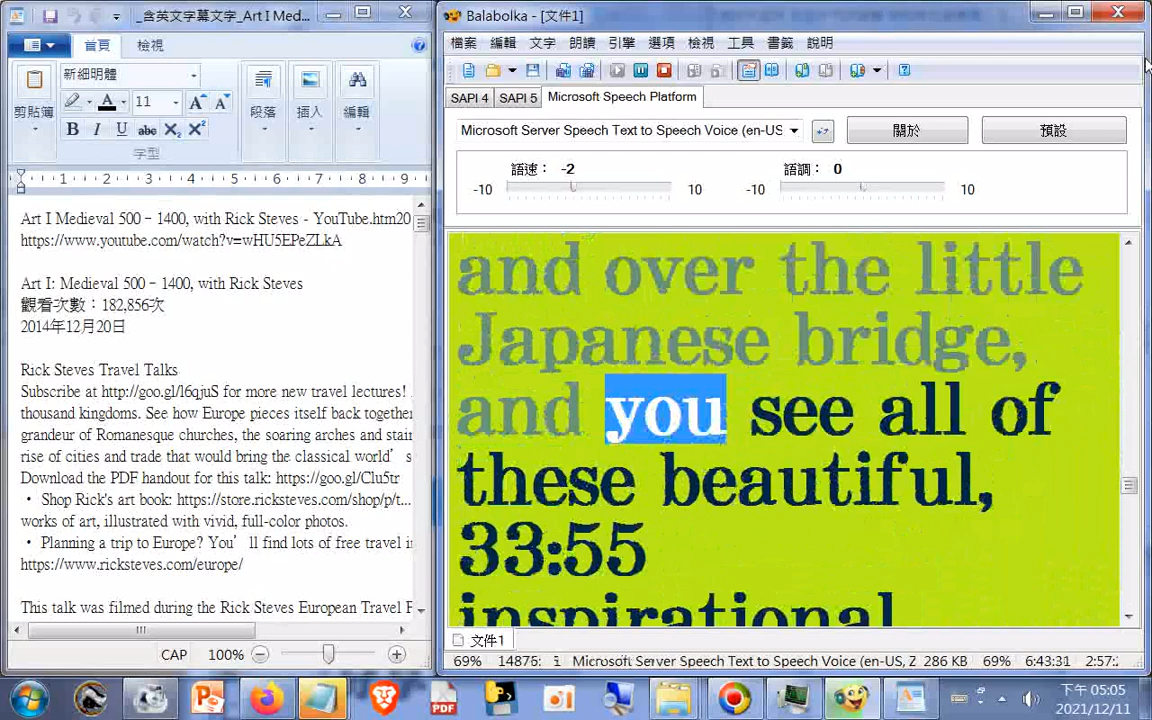 _含英文字幕文字_Art I Med...
首頁
檢視
剪貼簿
新細明體
11
字型
段落
插入
編輯
1 2 3 4 5 6 7 8 9
Art I Medieval 500–1400, with Rick Steves - YouTube.htm20
https://www.youtube.com/watch?v=wHU5EPeZLkA
Art I: Medieval 500–1400, with Rick Steves
觀看次數：182,856次
2014年12月20日
Rick Steves Travel Talks
Subscribe at http://goo.gl/l6qjuS for more new travel lectures!
thousand kingdoms. See how Europe pieces itself back together
grandeur of Romanesque churches, the soaring arches and stai
rise of cities and trade that would bring the classical world’s
Download the PDF handout for this talk: https://goo.gl/Clu5tr
• Shop Rick's art book: https://store.ricksteves.com/shop/p/t...
works of art, illustrated with vivid, full-color photos.
• Planning a trip to Europe? You’ll find lots of free travel i
https://www.ricksteves.com/europe/
This talk was filmed during the Rick Steves European Travel F
CAP 100%
Balabolka - [文件1]
檔案 編輯 文字 朗讀 引擎 選項 檢視 工具 書籤 說明
SAPI 4 SAPI 5 Microsoft Speech Platform
Microsoft Server Speech Text to Speech Voice (en-US
關於
預設
語速： -2
語調： 0
-10 10 -10 10
and over the little
Japanese bridge,
and you see all of
these beautiful,
33:55
inspirational
文件1
69% 14875: Microsoft Server Speech Text to Speech Voice (en-US, Z 286 KB 69% 6:43:31 2:57:
下午 05:05
2021/12/11